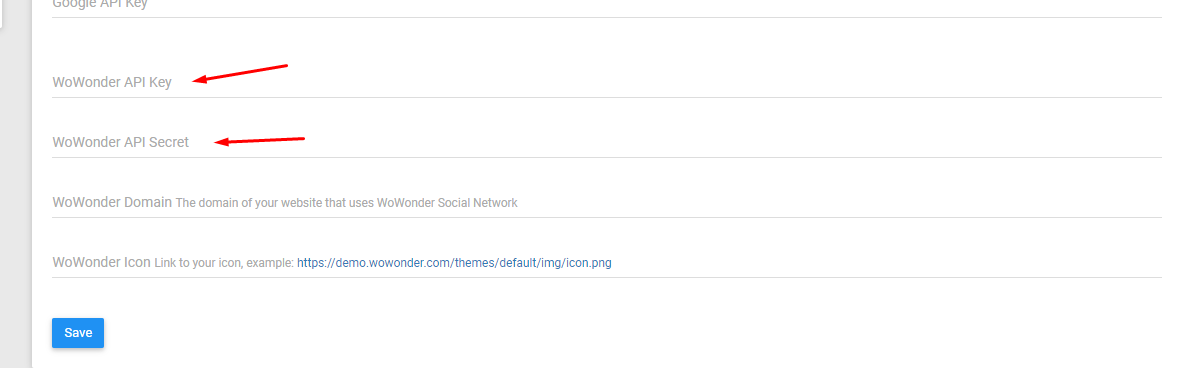 Google API Key
WoWonder API Key
WoWonder API Secret
WoWonder Domain The domain of your website that uses WoWonder Social Network
WoWonder Icon Link to your icon, example: https://demo.wowonder.com/themes/default/img/icon.png
Save